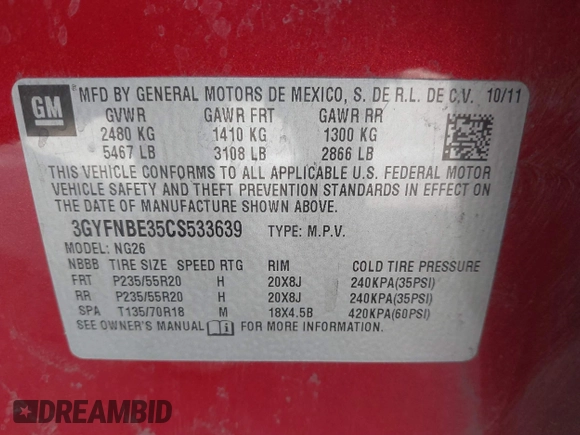 GM
MFD BY GENERAL MOTORS DE MEXICO, S. DE R.L. DE C.V. 10/11
GVWR GAWR FRT GAWR RR
2480 KG 1410 KG 1300 KG
5467 LB 3108 LB 2866 LB
THIS VEHICLE CONFORMS TO ALL APPLICABLE U.S. FEDERAL MOTOR
VEHICLE SAFETY AND THEFT PREVENTION STANDARDS IN EFFECT ON THE
DATE OF MANUFACTURE SHOWN ABOVE.
3GYFNBE35CS533639 TYPE: M.P.V.
MODEL: NG26
NBBB TIRE SIZE SPEED RTG RIM COLD TIRE PRESSURE
FRT P235/55R20 H 20X8J 240KPA(35PSI)
RR P235/55R20 H 20X8J 240KPA(35PSI)
SPA T135/70R18 M 18X4.5B 420KPA(60PSI)
SEE OWNER'S MANUAL FOR MORE INFORMATION
DREAMBID